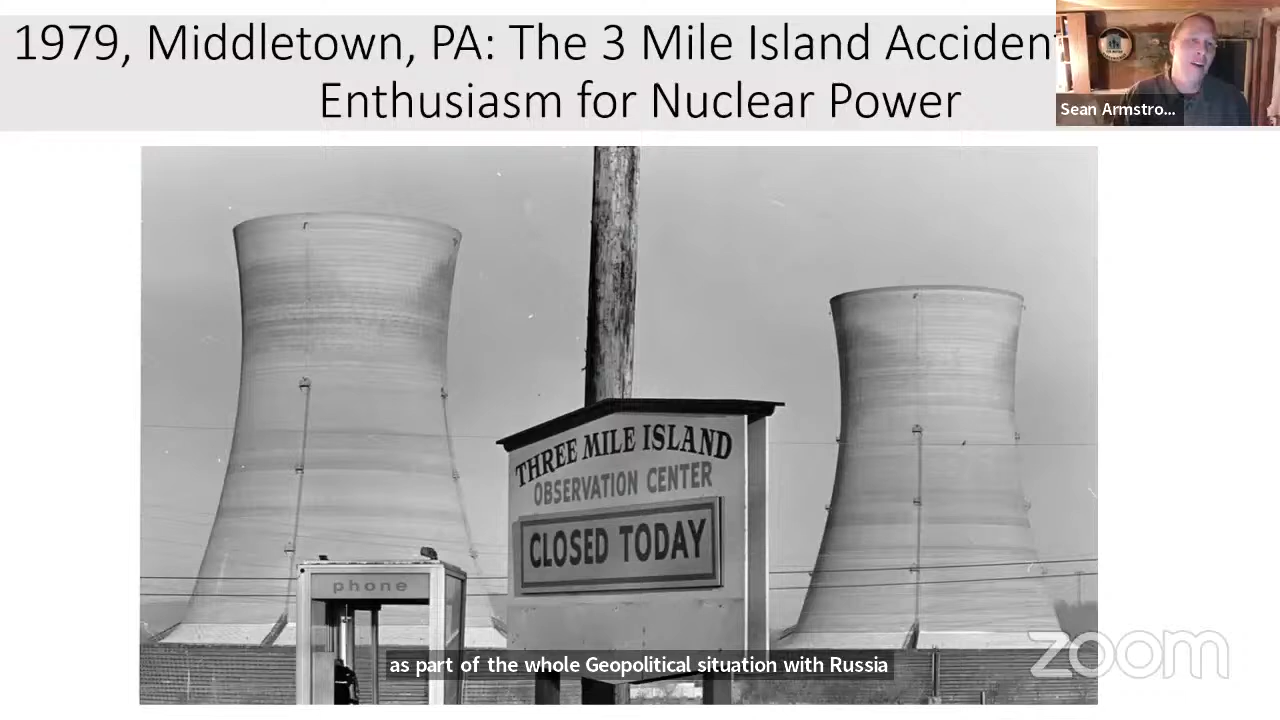 1979, Middletown, PA: The 3 Mile Island Acciden
Enthusiasm for Nuclear Power
Sean Armstro...
THREE MILE ISLAND
OBSERVATION CENTER
CLOSED TODAY
phone
as part of the whole Geopolitical situation with Russia
zoom